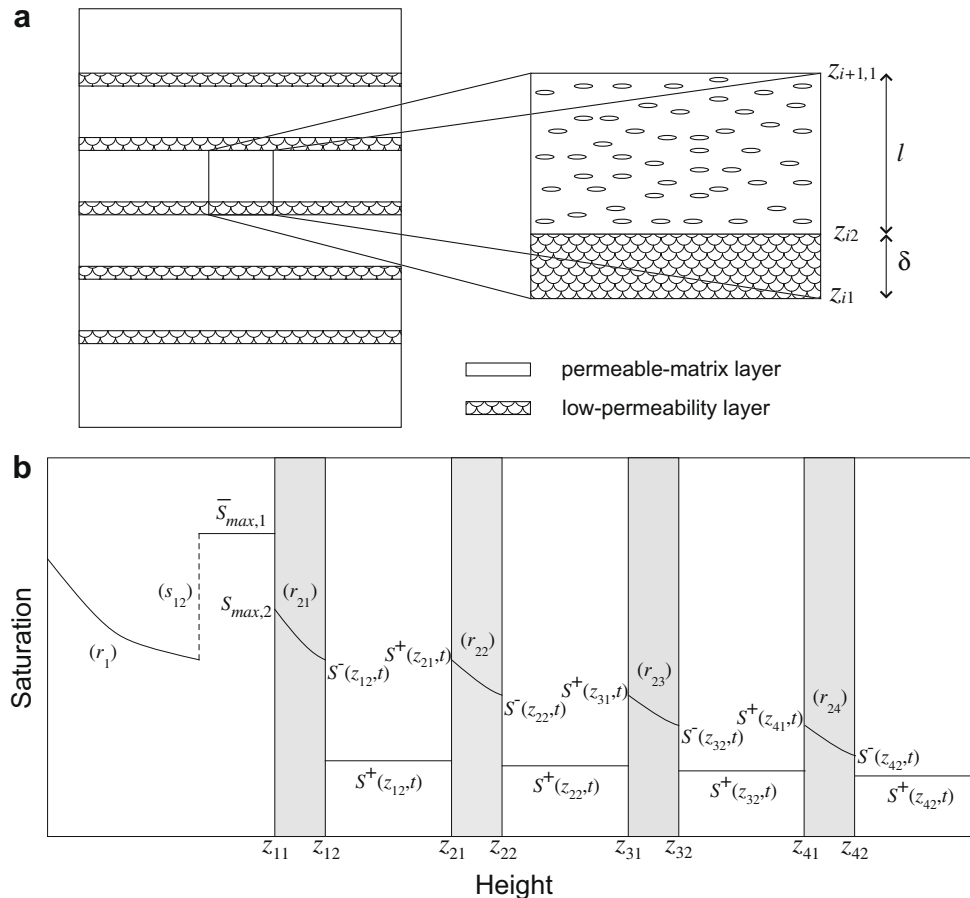 a
z_{i+1,1}
l
z_{i2}
δ
z_{i1}
permeable-matrix layer
low-permeability layer
b
Saturation
(r_1)
(s_{12})
\overline{S}_{max,1}
S_{max,2}
(r_{21})
S^-(z_{12},t)
S^+(z_{12},t)
S^+(z_{21},t)
(r_{22})
S^-(z_{22},t)
S^+(z_{22},t)
S^+(z_{31},t)
(r_{23})
S^-(z_{32},t)
S^+(z_{32},t)
S^+(z_{41},t)
(r_{24})
S^-(z_{42},t)
S^+(z_{42},t)
z_{11} z_{12} z_{21} z_{22} z_{31} z_{32} z_{41} z_{42}
Height